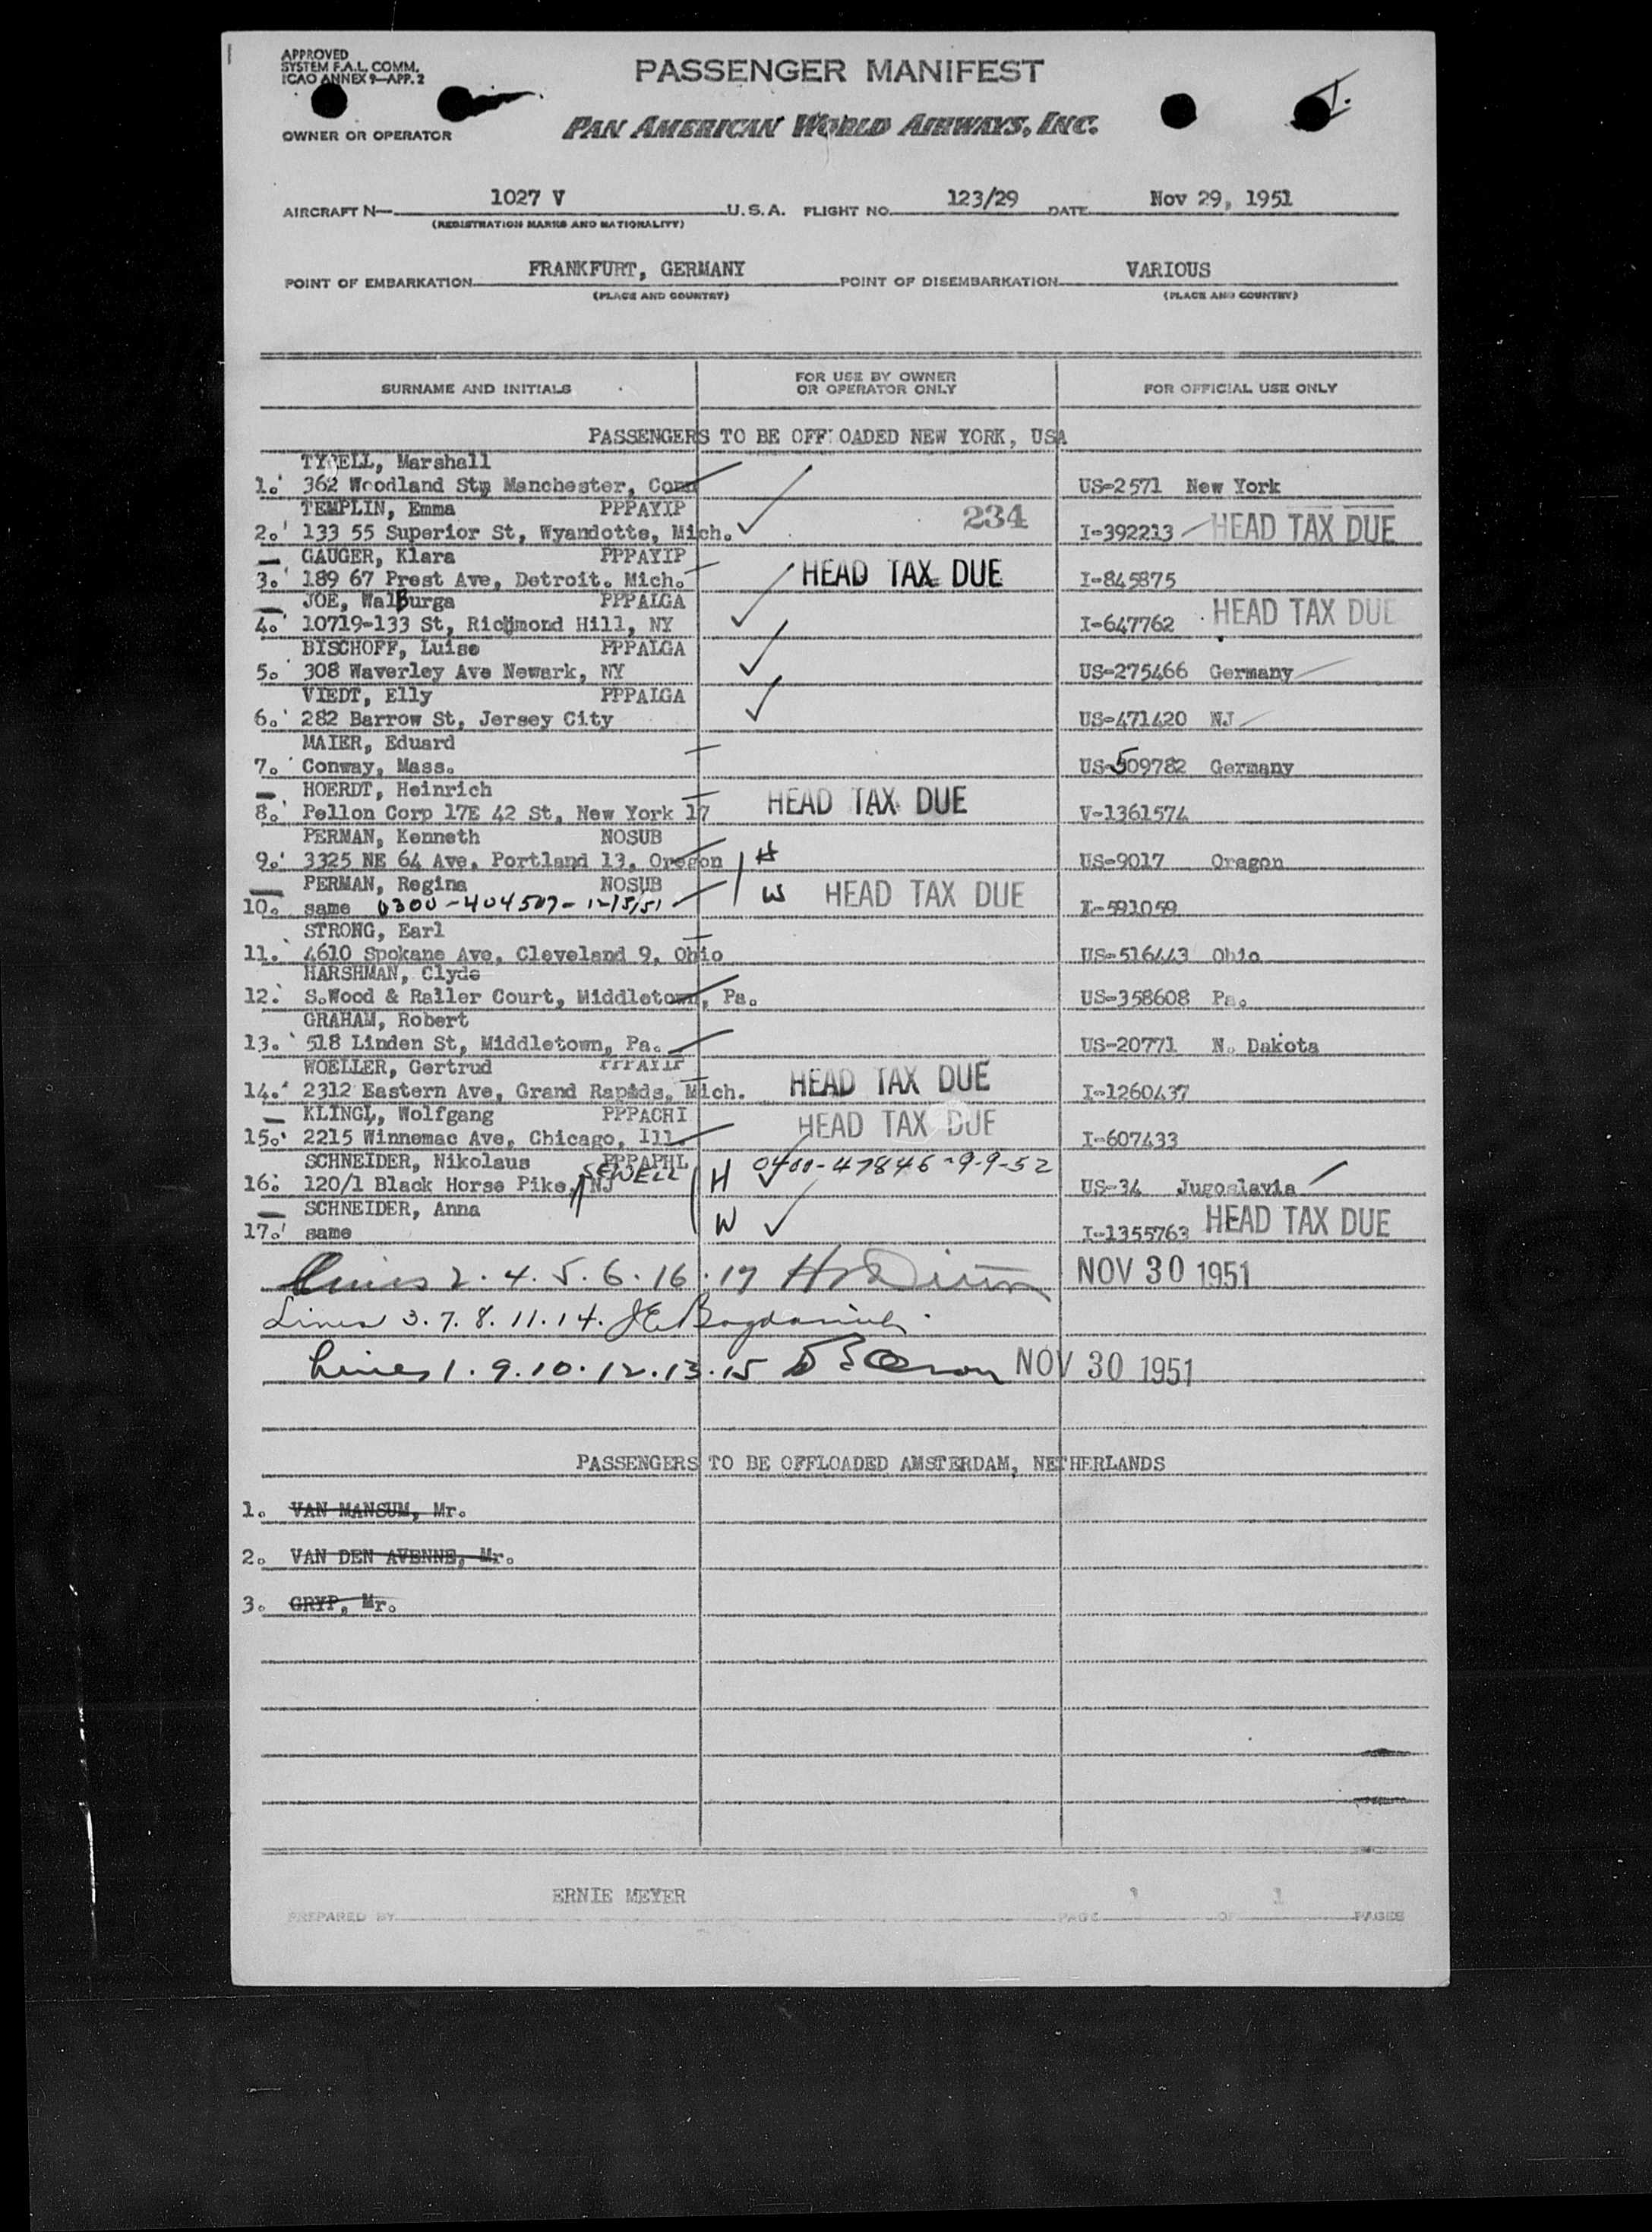 APPROVED
SYSTEM F.A.L. COMM.
ICAO ANNEX 9—APP. 2
PASSENGER MANIFEST
OWNER OR OPERATOR
PAN AMERICAN WORLD AIRWAYS, INC.
AIRCRAFT N— 1027 V U.S.A. FLIGHT NO. 123/29 DATE Nov 29, 1951
(REGISTRATION MARKS AND NATIONALITY)
POINT OF EMBARKATION FRANKFURT, GERMANY POINT OF DISEMBARKATION VARIOUS
(PLACE AND COUNTRY) (PLACE AND COUNTRY)
SURNAME AND INITIALS FOR USE BY OWNER OR OPERATOR ONLY FOR OFFICIAL USE ONLY
PASSENGERS TO BE OFF OADED NEW YORK, USA
Marshall
1. 362 Woodland St, Manchester, Conn US-2571 New York
TEMPLIN, Emma PPPAYIP 234
2. 133 55 Superior St, Wyandotte, Mich. I-392213 HEAD TAX DUE
GAUGER, Klara PPPAYIP
3. 189 67 Prest Ave, Detroit. Mich. HEAD TAX DUE I-845875
JOE, WalBurga PPPALGA
4. 10719-133 St, Richmond Hill, NY I-647762 HEAD TAX DUE
BISCHOFF, Luise PPPALGA
5. 308 Waverley Ave Newark, NY US-275466 Germany
VIEDT, Elly PPPALGA
6. 282 Barrow St, Jersey City US-471420 NJ
MAIER, Eduard
7. Conway, Mass. US-509782 Germany
HOERDT, Heinrich
8. Pellon Corp 17E 42 St, New York 17 HEAD TAX DUE V-1361574
PERMAN, Kenneth NOSUB
9. 3325 NE 64 Ave, Portland 13, Oregon H US-9017 Oragon
PERMAN, Regina NOSUB
10. same 0300-404507- 12/5/51 W HEAD TAX DUE I-591059
STRONG, Earl
11. 4610 Spokane Ave, Cleveland 9, Ohio US-516443 Ohio
HARSHMAN, Clyde
12. S.Wood & Raller Court, Middletown, Pa. US-358608 Pa.
GRAHAM, Robert
13. 518 Linden St, Middletown, Pa. US-20771 N. Dakota
WOELLER, Gertrud PPPAYIP
14. 2312 Eastern Ave, Grand Rapids, Mich. HEAD TAX DUE I-1260437
KLINGL, Wolfgang PPPACHI
15. 2215 Winnemac Ave, Chicago, Ill. HEAD TAX DUE I-607433
SCHNEIDER, Nikolaus PPPAPHL
16. 120/1 Black Horse Pike, SEWELL NJ H 0400-47846-9-9-52 US-34 Jugoslavia
SCHNEIDER, Anna
17. same W I-1355763 HEAD TAX DUE
Lines 2. 4. 5. 6. 16. 17 NOV 30 1951
Lines 3. 7. 8. 11. 14.
Lines 1. 9. 10. 12. 13. 15 NOV 30 1951
PASSENGERS TO BE OFFLOADED AMSTERDAM, NETHERLANDS
1. VAN MANSUM, Mr.
2. VAN DEN AVENNE, Mr.
3. GRYP, Mr.
PREPARED BY ERNIE MEYER PAGE 1 OF 1 PAGES